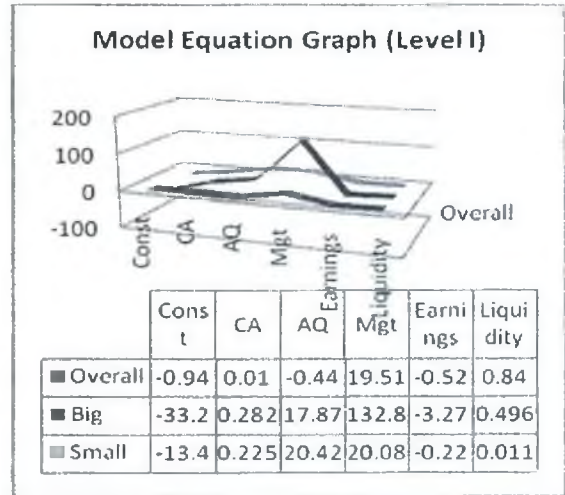 Model Equation Graph (Level I)
200
100
0
-100
Const
CA
AQ
Mgt
Earnings
Liquidity
Overall
Cons
t
CA
AQ
Mgt
Earni
ngs
Liqui
dity
Overall -0.94 0.01 -0.44 19.51 -0.52 0.84
Big -33.2 0.282 17.87 132.8 -3.27 0.496
Small -13.4 0.225 20.42 20.08 -0.22 0.011